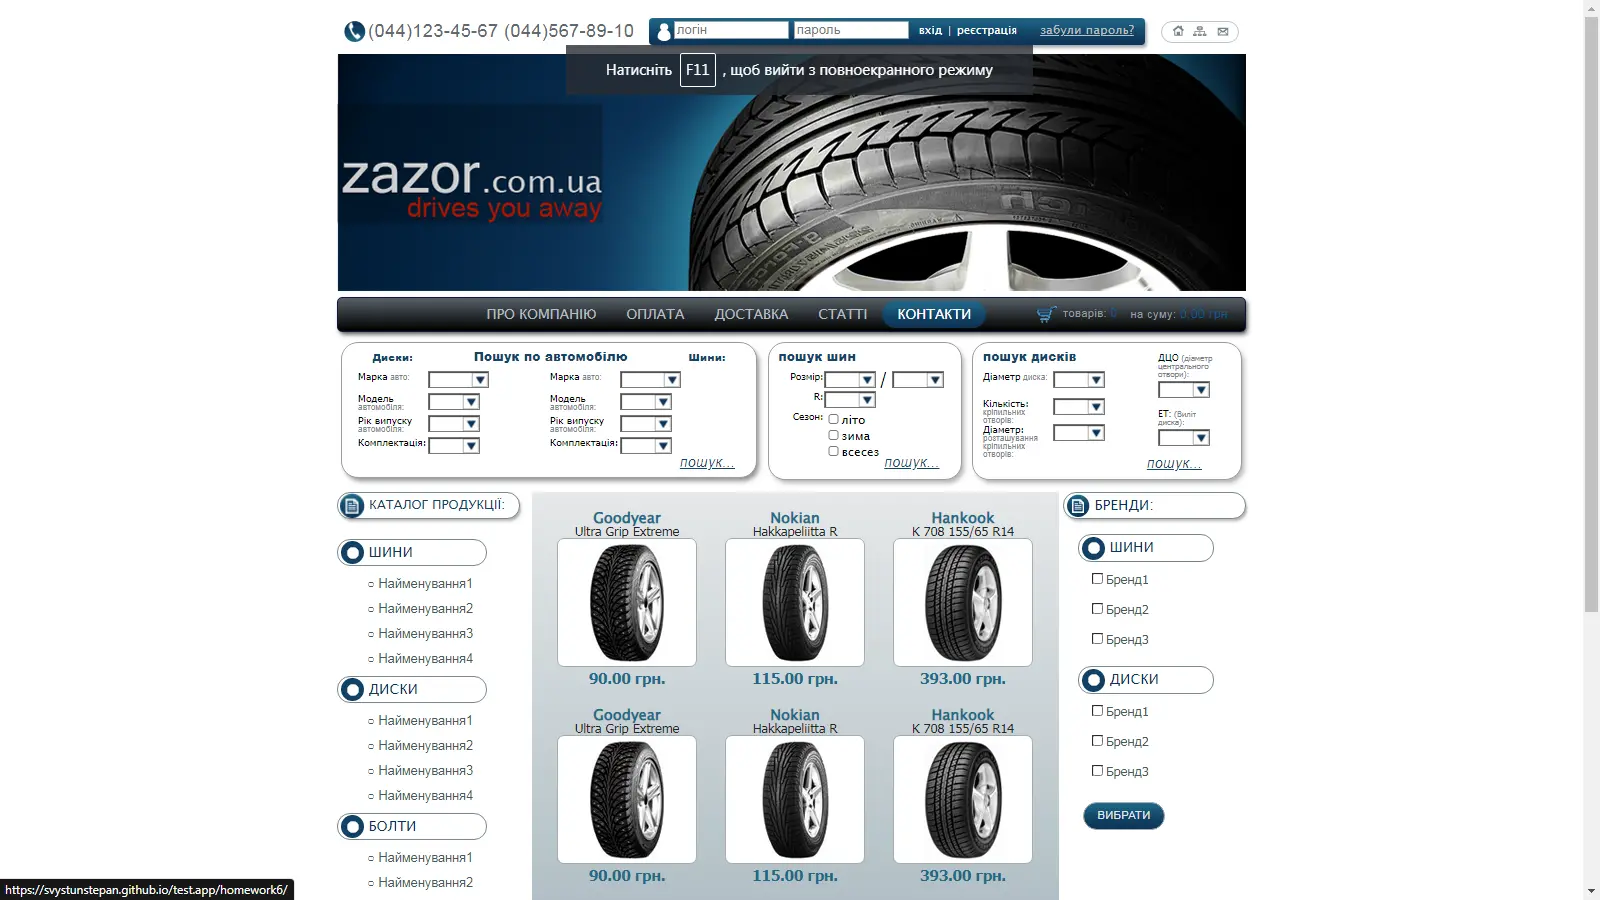 (044)123-45-67 (044)567-89-10
логін
пароль
вхід | реєстрація
забули пароль?
Натисніть F11 , щоб вийти з повноекранного режиму
zazor.com.ua
drives you away
ПРО КОМПАНІЮ
ОПЛАТА
ДОСТАВКА
СТАТТІ
КОНТАКТИ
товарів: 0
на суму: 0,00 грн
Диски:
Пошук по автомобілю
Шини:
Марка авто:
Модель
автомобіля:
Рік випуску
автомобіля:
Комплектація:
Марка авто:
Модель
автомобіля:
Рік випуску
автомобіля:
Комплектація:
пошук...
пошук шин
Розмір:
/
R:
Сезон:
літо
зима
всесез
пошук...
пошук дисків
Діаметр диска:
Кількість:
кріпильних
отворів:
Діаметр:
розташування
кріпильних
отворів:
ДЦО (діаметр
центрального
отвори):
ЕТ: (Виліт
диска):
пошук...
КАТАЛОГ ПРОДУКЦІЇ:
ШИНИ
Найменування1
Найменування2
Найменування3
Найменування4
ДИСКИ
Найменування1
Найменування2
Найменування3
Найменування4
БОЛТИ
Найменування1
Найменування2
Goodyear
Ultra Grip Extreme
90.00 грн.
Nokian
Hakkapeliitta R
115.00 грн.
Hankook
K 708 155/65 R14
393.00 грн.
Goodyear
Ultra Grip Extreme
90.00 грн.
Nokian
Hakkapeliitta R
115.00 грн.
Hankook
K 708 155/65 R14
393.00 грн.
БРЕНДИ:
ШИНИ
Бренд1
Бренд2
Бренд3
ДИСКИ
Бренд1
Бренд2
Бренд3
ВИБРАТИ
https://svystunstepan.github.io/test.app/homework6/